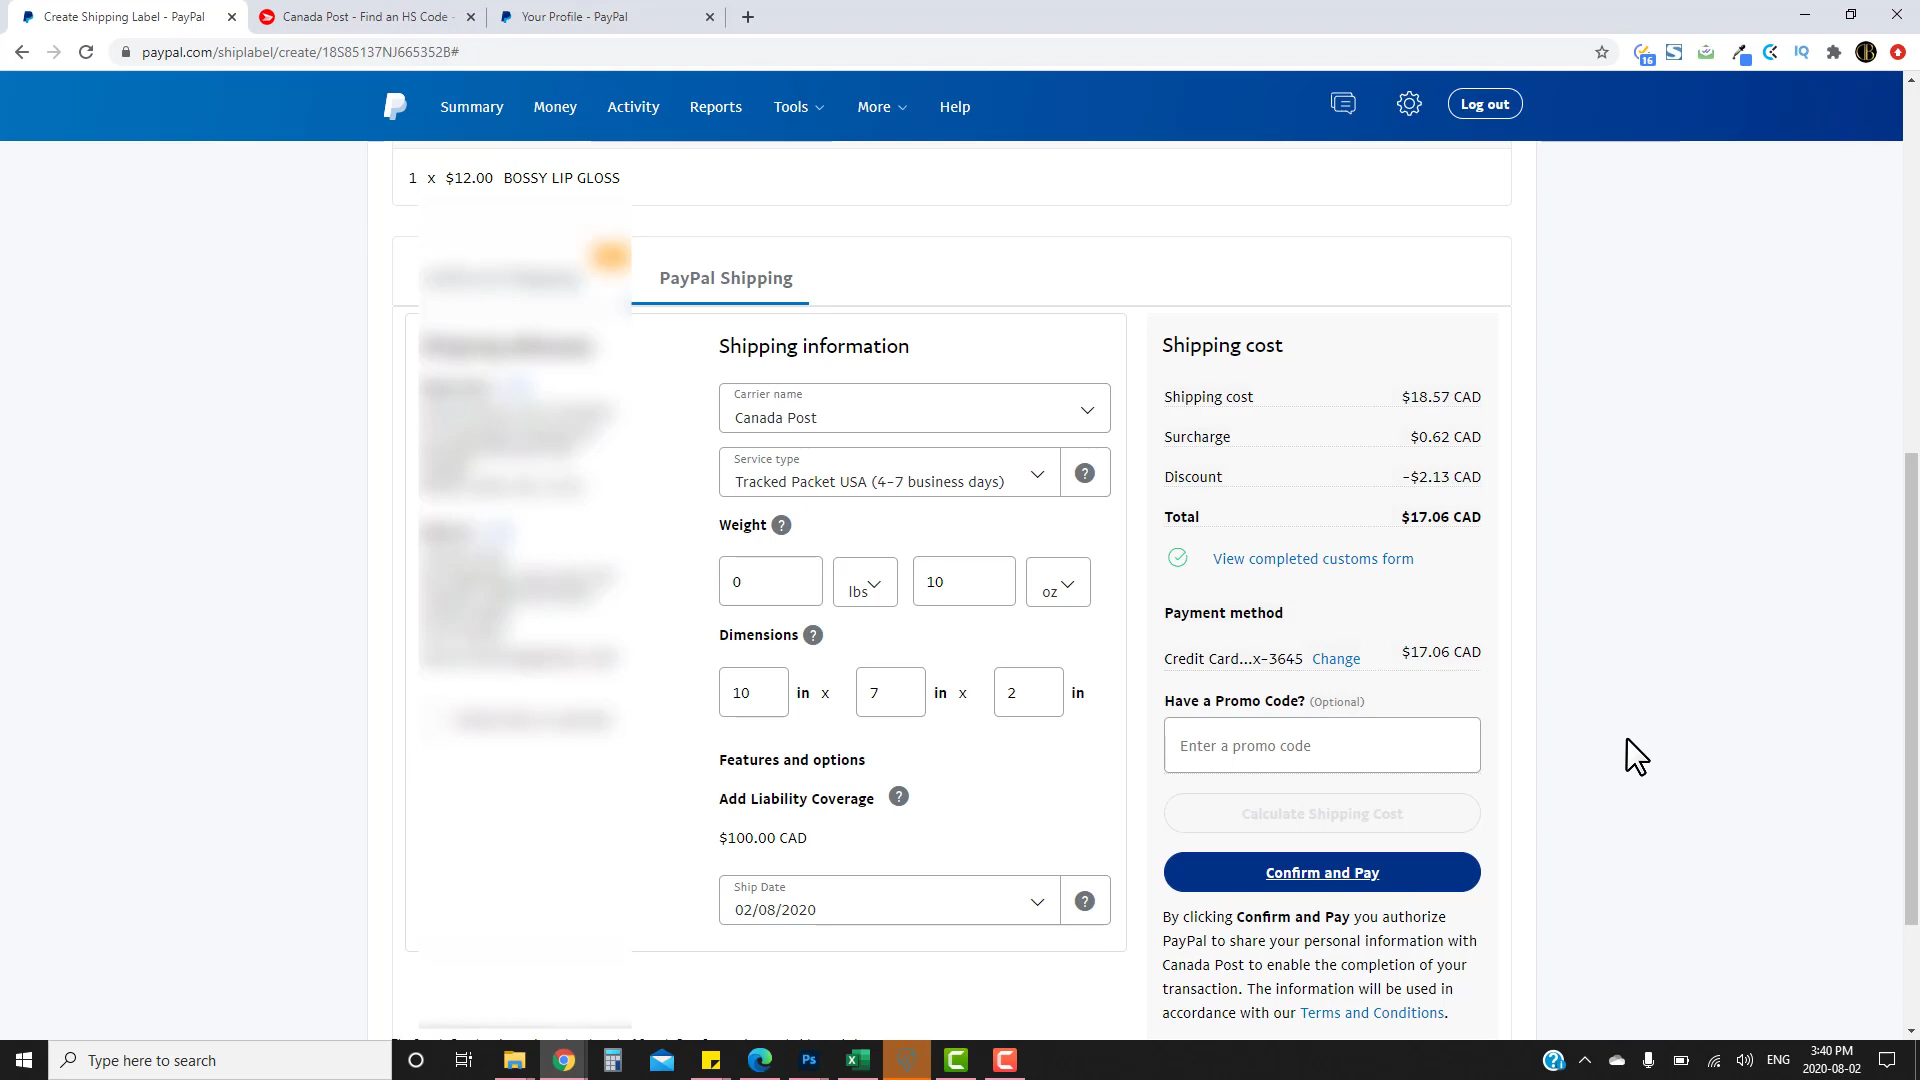 Create Shipping Label - PayPal
Canada Post - Find an HS Code -
Your Profile - PayPal
paypal.com/shiplabel/create/18S85137NJ665352B#
16
IQ
Summary
Money
Activity
Reports
Tools
More
Help
Log out
1 x $12.00 BOSSY LIP GLOSS
PayPal Shipping
Shipping information
Carrier name
Canada Post
Service type
Tracked Packet USA (4-7 business days)
?
Weight ?
0
lbs
10
oz
Dimensions ?
10 in x 7 in x 2 in
Features and options
Add Liability Coverage ?
$100.00 CAD
Ship Date
02/08/2020
?
Shipping cost
Shipping cost $18.57 CAD
Surcharge $0.62 CAD
Discount -$2.13 CAD
Total $17.06 CAD
View completed customs form
Payment method
Credit Card...x-3645 Change $17.06 CAD
Have a Promo Code? (Optional)
Enter a promo code
Calculate Shipping Cost
Confirm and Pay
By clicking Confirm and Pay you authorize
PayPal to share your personal information with
Canada Post to enable the completion of your
transaction. The information will be used in
accordance with our Terms and Conditions.
Type here to search
Ps
ENG
3:40 PM
2020-08-02